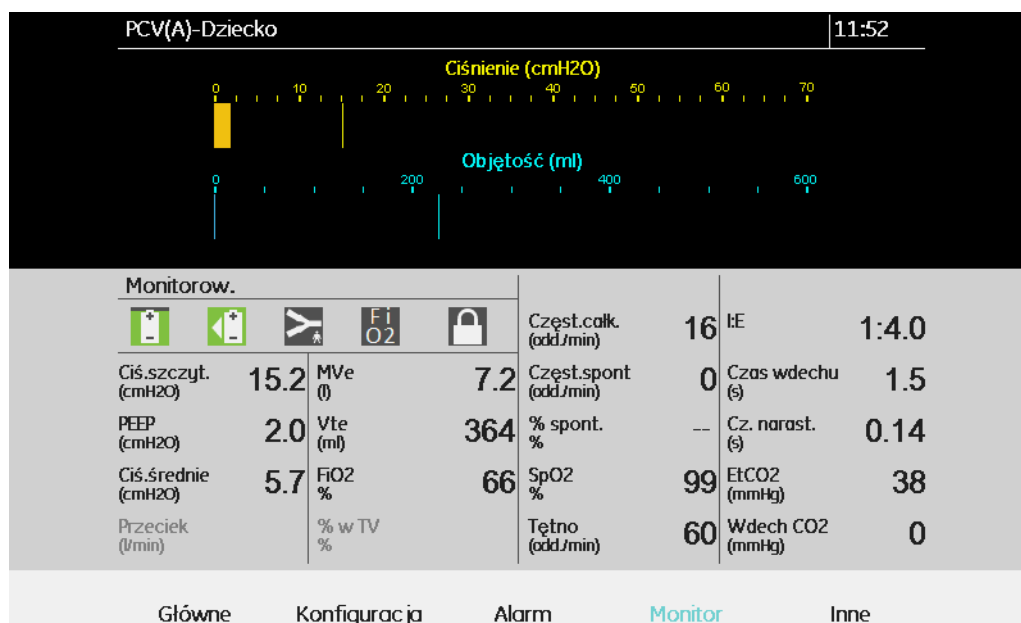 PCV(A)-Dziecko 11:52
Ciśnienie (cmH2O)
0 10 20 30 40 50 60 70
Objętość (ml)
0 200 400 600
Monitorow.
Fi O2
Częst.całk. (odd./min) 16 I:E 1:4.0
Ciś.szczyt. (cmH2O) 15.2 MVe (l) 7.2 Częst.spont (odd./min) 0 Czas wdechu (s) 1.5
PEEP (cmH2O) 2.0 Vte (ml) 364 % spont. % -- Cz. narast. (s) 0.14
Ciś.średnie (cmH2O) 5.7 FiO2 % 66 SpO2 % 99 EtCO2 (mmHg) 38
Przeciek (l/min) % w TV % Tętno (odd./min) 60 Wdech CO2 (mmHg) 0
Główne Konfiguracja Alarm Monitor Inne